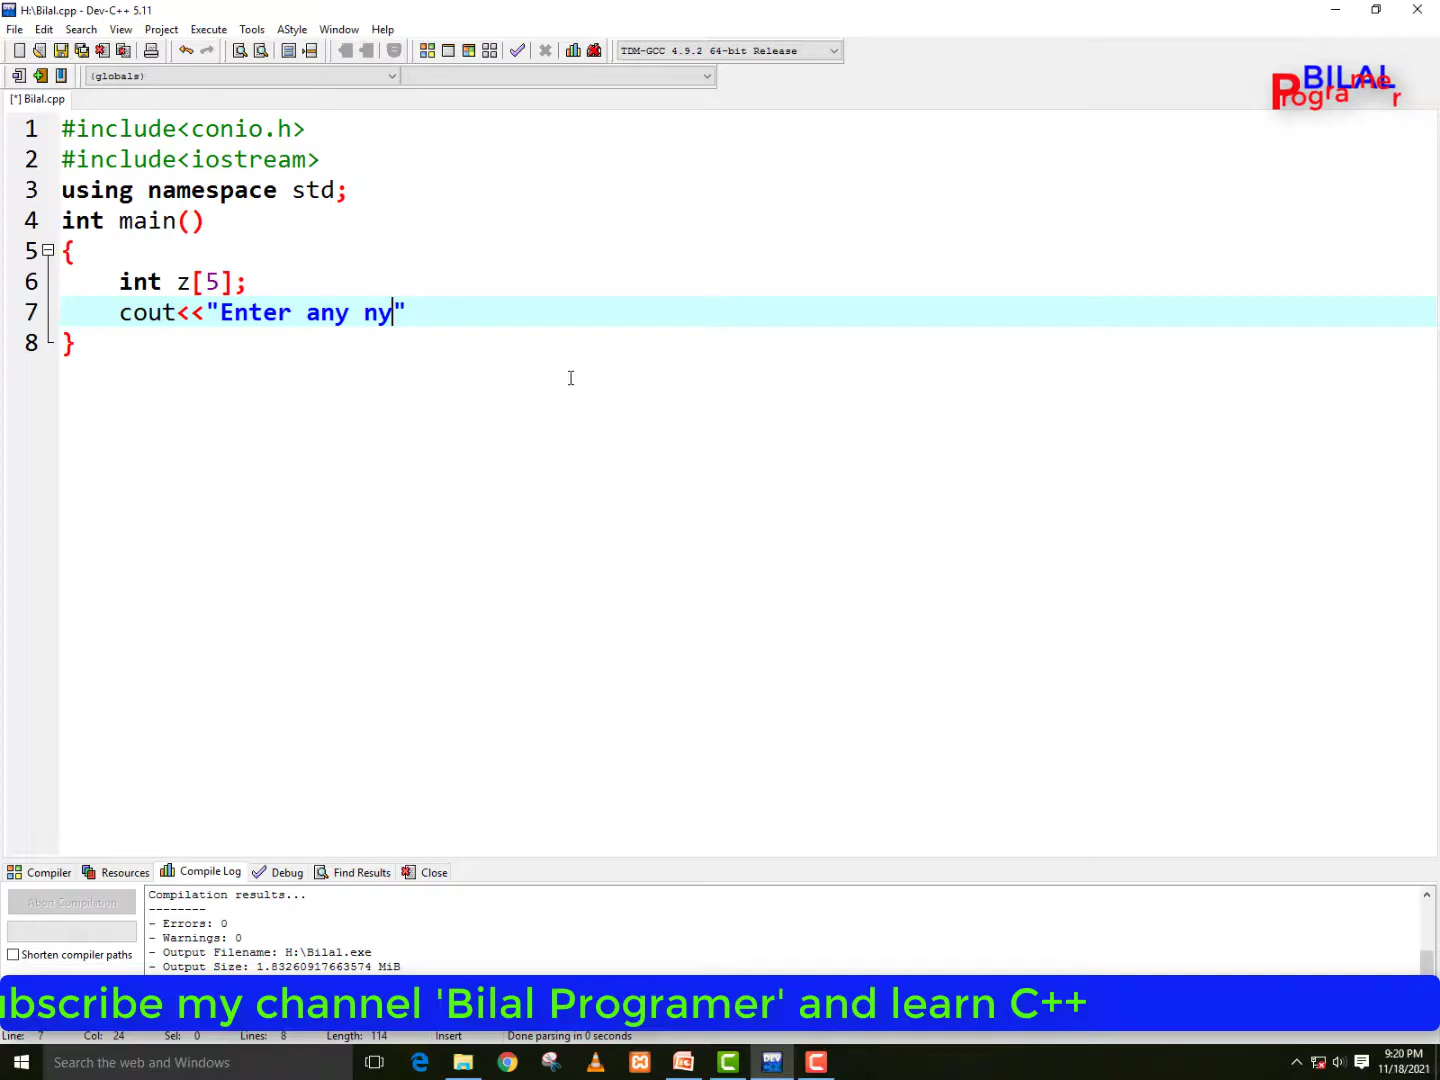 H:\Bilal.cpp - Dev-C++ 5.11
File Edit Search View Project Execute Tools AStyle Window Help
TDM-GCC 4.9.2 64-bit Release
(globals)
BILAL
Programer
[*] Bilal.cpp
1 #include<conio.h>
2 #include<iostream>
3 using namespace std;
4 int main()
5 {
6 int z[5];
7 cout<<"Enter any ny"
8 }
Compiler Resources Compile Log Debug Find Results Close
Abort Compilation
Shorten compiler paths
Compilation results...
--------
- Errors: 0
- Warnings: 0
- Output Filename: H:\Bilal.exe
- Output Size: 1.83260917663574 MiB
ubscribe my channel 'Bilal Programer' and learn C++
Line: 7 Col: 24 Sel: 0 Lines: 8 Length: 114 Insert Done parsing in 0 seconds
Search the web and Windows
DEV
9:20 PM
11/18/2021